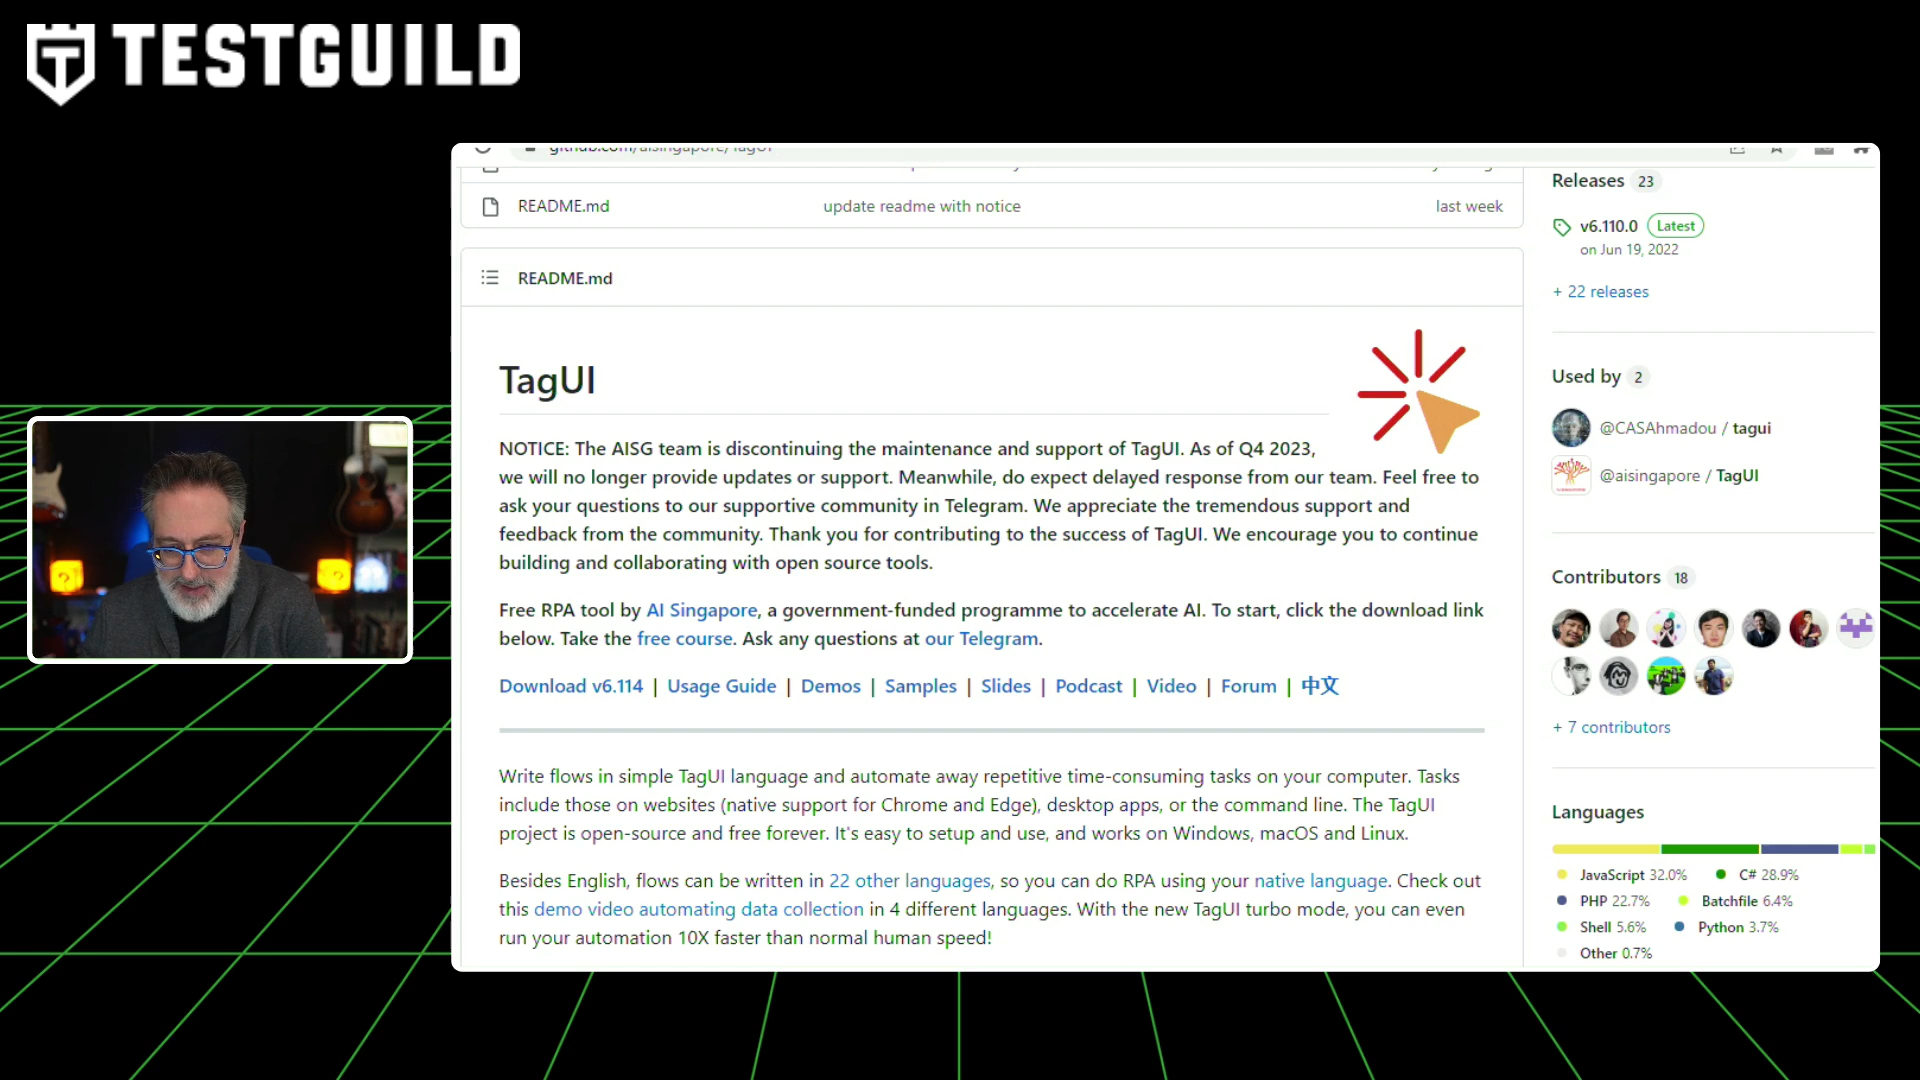 TESTGUILD
github.com/aisingapore/TagUI
README.md update readme with notice last week
README.md
TagUI
NOTICE: The AISG team is discontinuing the maintenance and support of TagUI. As of Q4 2023,
we will no longer provide updates or support. Meanwhile, do expect delayed response from our team. Feel free to
ask your questions to our supportive community in Telegram. We appreciate the tremendous support and
feedback from the community. Thank you for contributing to the success of TagUI. We encourage you to continue
building and collaborating with open source tools.
Free RPA tool by AI Singapore, a government-funded programme to accelerate AI. To start, click the download link
below. Take the free course. Ask any questions at our Telegram.
Download v6.114 | Usage Guide | Demos | Samples | Slides | Podcast | Video | Forum | 中文
Write flows in simple TagUI language and automate away repetitive time-consuming tasks on your computer. Tasks
include those on websites (native support for Chrome and Edge), desktop apps, or the command line. The TagUI
project is open-source and free forever. It's easy to setup and use, and works on Windows, macOS and Linux.
Besides English, flows can be written in 22 other languages, so you can do RPA using your native language. Check out
this demo video automating data collection in 4 different languages. With the new TagUI turbo mode, you can even
run your automation 10X faster than normal human speed!
Releases 23
v6.110.0 Latest
on Jun 19, 2022
+ 22 releases
Used by 2
@CASAhmadou / tagui
@aisingapore / TagUI
Contributors 18
+ 7 contributors
Languages
JavaScript 32.0% C# 28.9%
PHP 22.7% Batchfile 6.4%
Shell 5.6% Python 3.7%
Other 0.7%